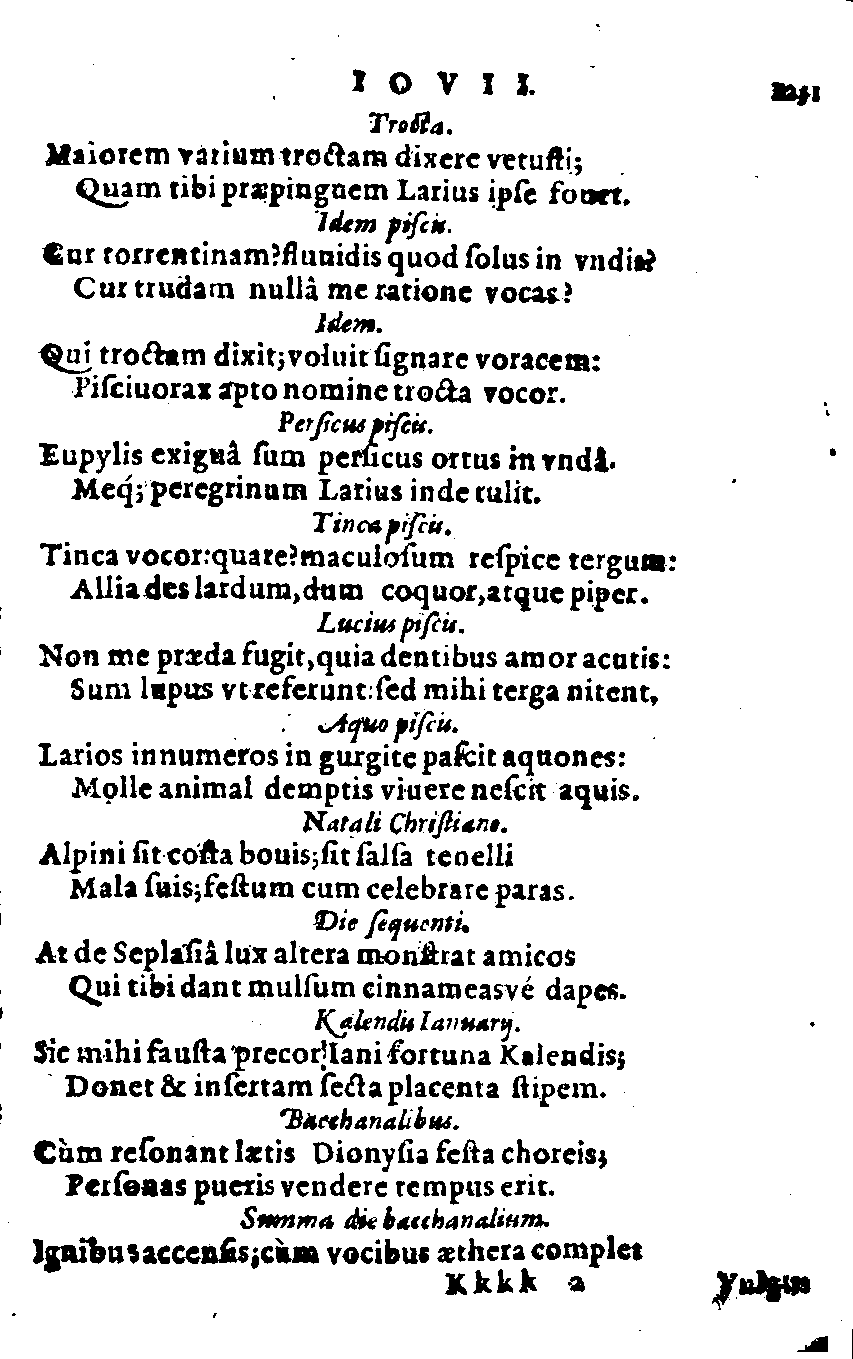 IOVII. 1251
Trocta.
Maiorem varium troctam dixere vetusti;
Quam tibi præpinguem Larius ipse fouet.
Idem piscis.
Cur torrentinam? fluuidis quod solus in vndis?
Cur trudam nullâ me ratione vocas?
Idem.
Qui troctam dixit; voluit signare voracem:
Pisciuorax apto nomine trocta vocor.
Persicus piscis.
Eupylis exiguâ sum persicus ortus in vndâ.
Meq́; peregrinum Larius inde tulit.
Tinca piscis.
Tinca vocor: quare? maculosum respice tergum:
Allia des lardum, dum coquor, atque piper.
Lucius piscis.
Non me præda fugit, quia dentibus amor acutis:
Sum lupus vt referunt: sed mihi terga nitent,
Aquo piscis.
Larios innumeros in gurgite pascit aquones:
Molle animal demptis viuere nescit aquis.
Natali Christiano.
Alpini sit costa bouis; sit salsa tenelli
Mala suis; festum cum celebrare paras.
Die sequenti.
At de Seplasiâ lux altera monstrat amicos
Qui tibi dant mulsum cinnameasvé dapes.
Kalendis Ianuarij.
Sic mihi fausta precor! Iani fortuna Kalendis;
Donet & insertam secta placenta stipem.
Bacchanalibus.
Cùm resonant lætis Dionysia festa choreis;
Personas pueris vendere tempus erit.
Summa die bacchanalium.
Ignibus accensis; cùm vocibus æthera complet
Kkkk 2 Vulgus